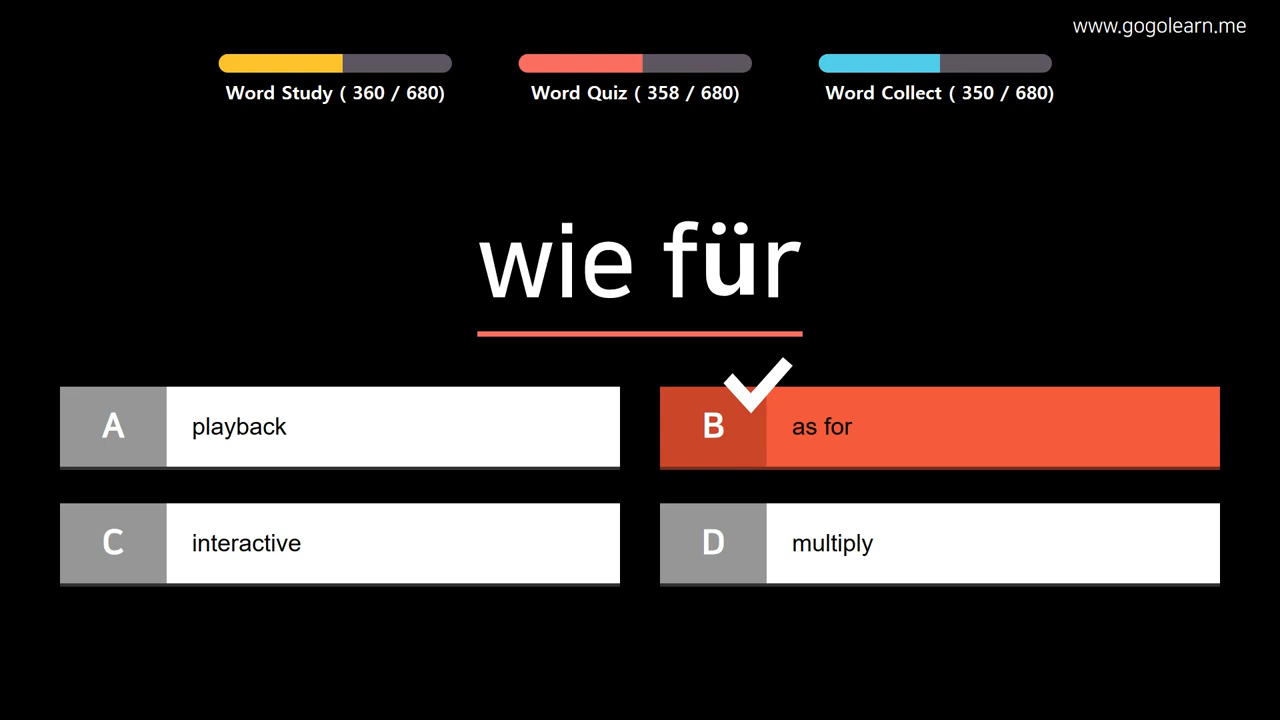 www.gogolearn.me
Word Study ( 360 / 680)
Word Quiz ( 358 / 680)
Word Collect ( 350 / 680)
wie für
A playback
B as for
C interactive
D multiply